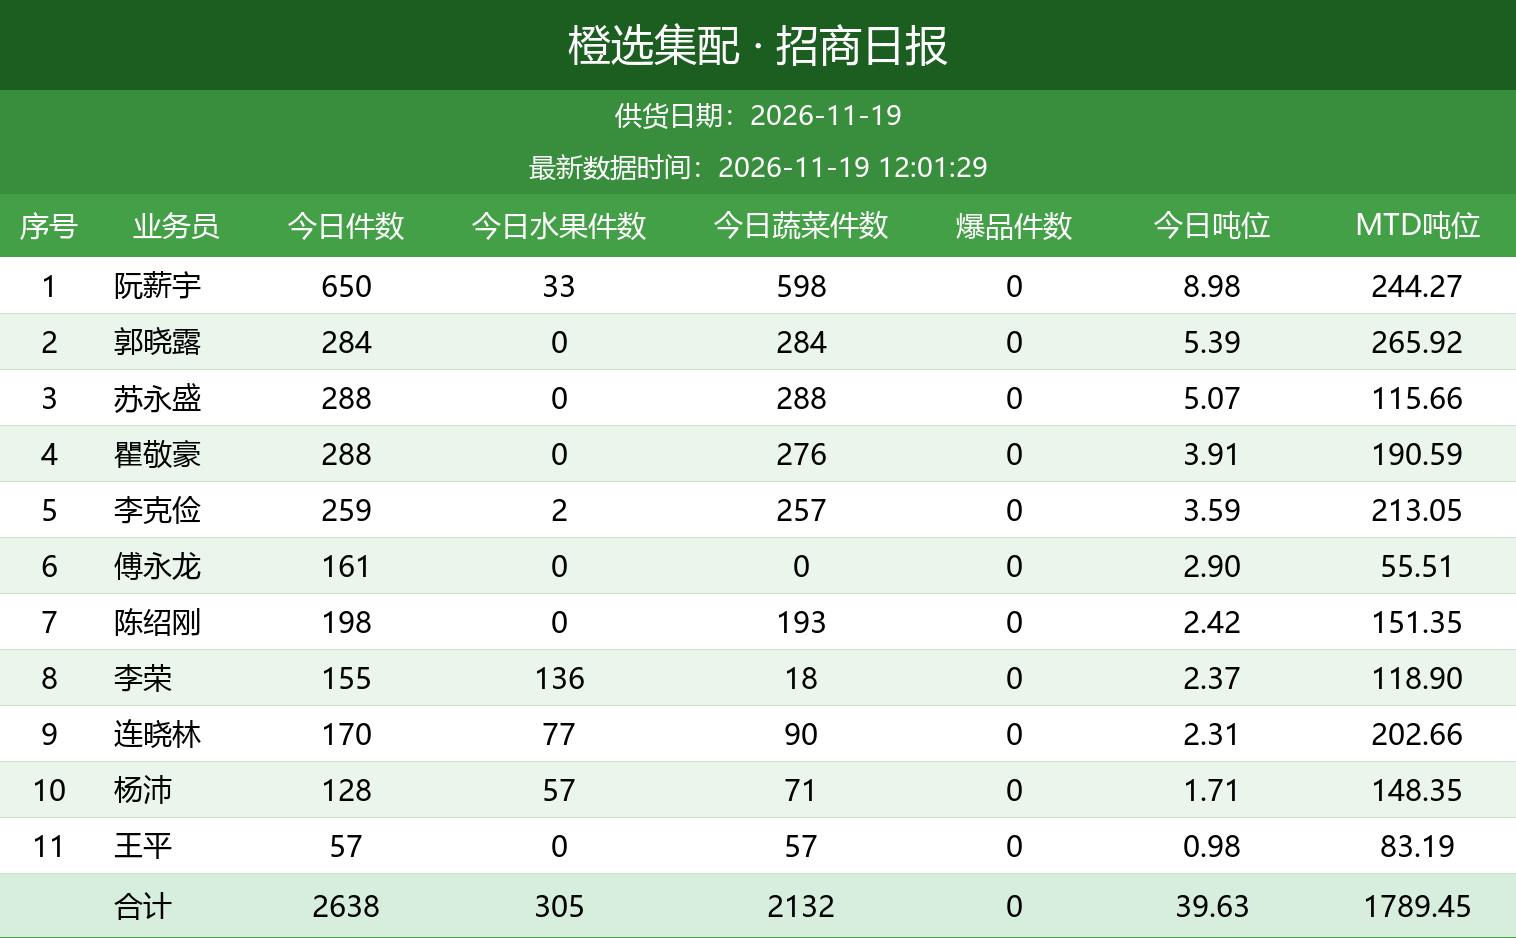 橙选集配 · 招商日报
供货日期：2026-11-19
最新数据时间：2026-11-19 12:01:29
序号 业务员 今日件数 今日水果件数 今日蔬菜件数 爆品件数 今日吨位 MTD吨位
1 阮薪宇 650 33 598 0 8.98 244.27
2 郭晓露 284 0 284 0 5.39 265.92
3 苏永盛 288 0 288 0 5.07 115.66
4 瞿敬豪 288 0 276 0 3.91 190.59
5 李克俭 259 2 257 0 3.59 213.05
6 傅永龙 161 0 0 0 2.90 55.51
7 陈绍刚 198 0 193 0 2.42 151.35
8 李荣 155 136 18 0 2.37 118.90
9 连晓林 170 77 90 0 2.31 202.66
10 杨沛 128 57 71 0 1.71 148.35
11 王平 57 0 57 0 0.98 83.19
合计 2638 305 2132 0 39.63 1789.45